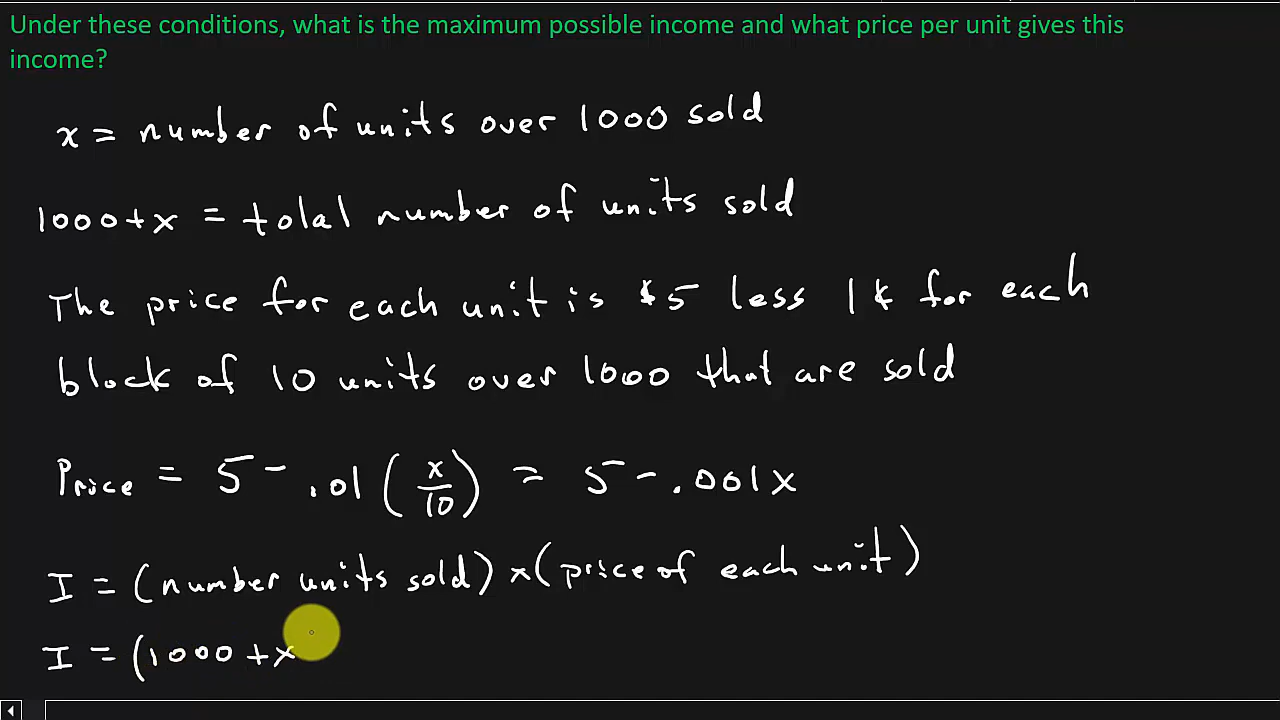 Under these conditions, what is the maximum possible income and what price per unit gives this
income?
x = number of units over 1000 sold
1000+x = total number of units sold
The price for each unit is $5 less 1¢ for each
block of 10 units over 1000 that are sold
Price = 5 - .01 (x/10) = 5 - .001x
I = (number units sold) x (price of each unit)
I = (1000 + x